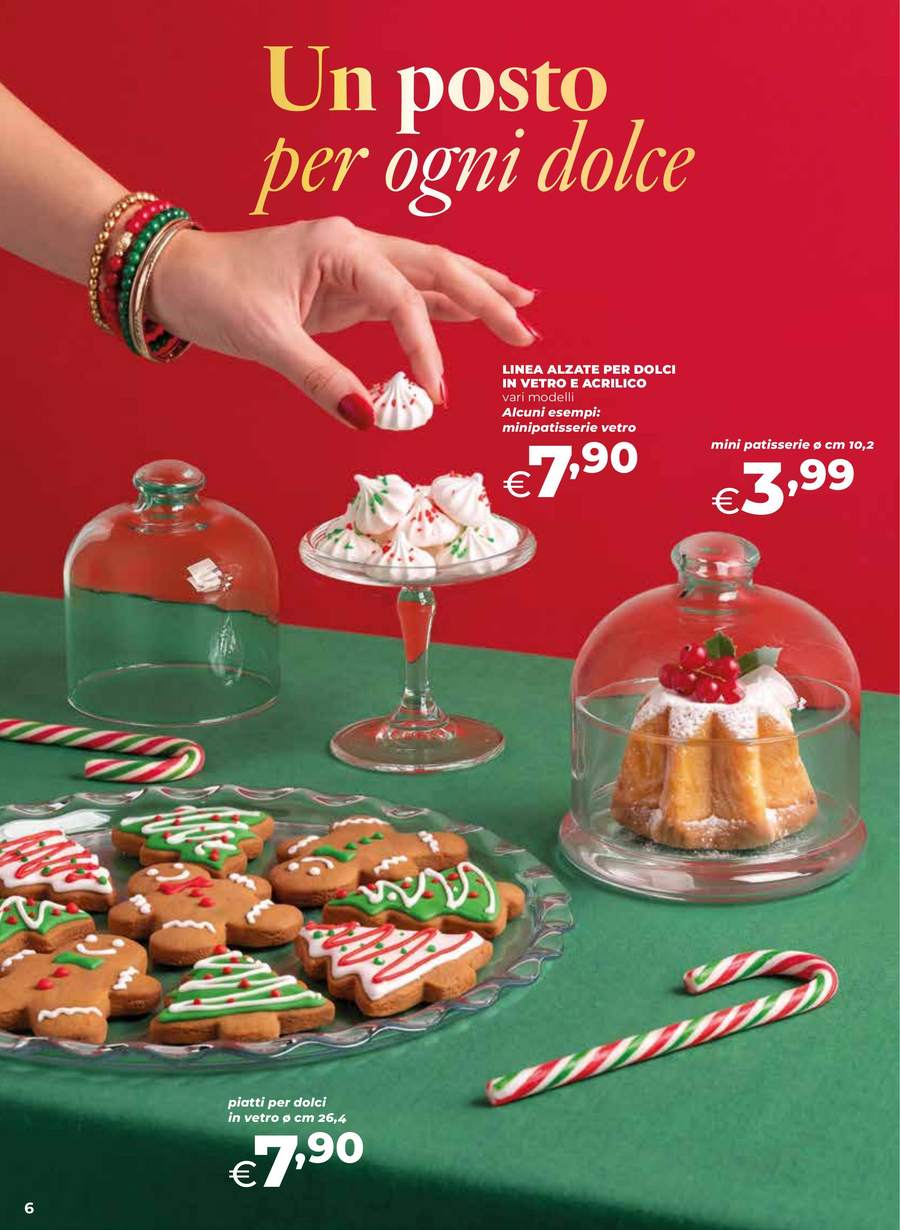 Un posto
per ogni dolce
LINEA ALZATE PER DOLCI
IN VETRO E ACRILICO
vari modelli
Alcuni esempi:
minipatisserie vetro
€7,90
mini patisserie ø cm 10,2
€3,99
piatti per dolci
in vetro ø cm 26,4
€7,90
6